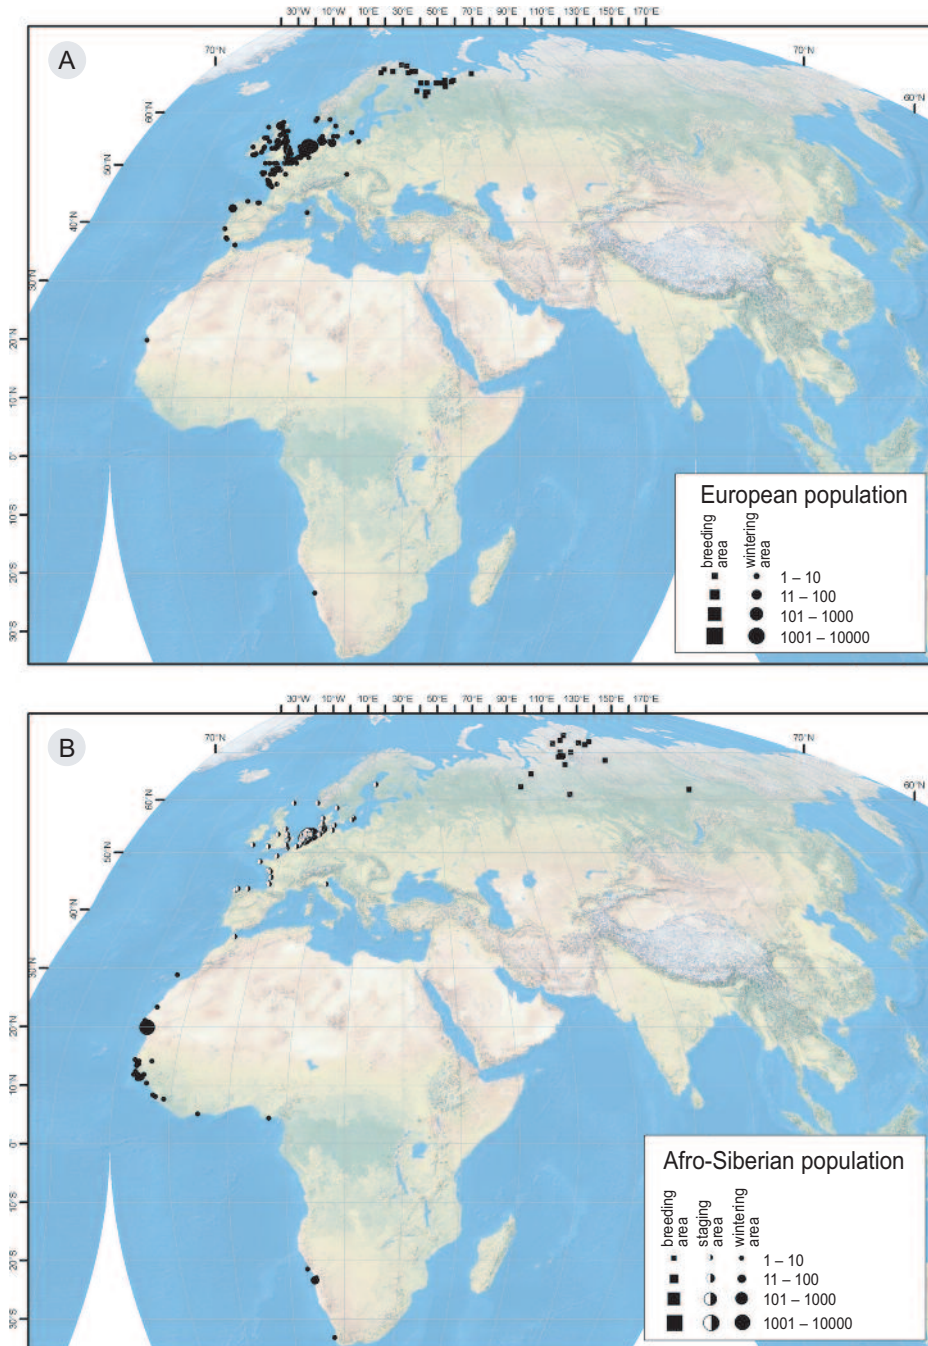 30°W 10°W 10°E 30°E 50°E 70°E 90°E 110°E 130°E 150°E 170°E
A
70°N
70°N
60°N
60°N
50°N
40°N
30°N
20°N
10°N
0°
10°S
20°S
30°S
European population
breeding area
wintering area
1 – 10
11 – 100
101 – 1000
1001 – 10000
30°W 10°W 10°E 30°E 50°E 70°E 90°E 110°E 130°E 150°E 170°E
B
70°N
70°N
60°N
60°N
50°N
40°N
30°N
20°N
10°N
0°
10°S
20°S
30°S
Afro-Siberian population
breeding area
staging area
wintering area
1 – 10
11 – 100
101 – 1000
1001 – 10000